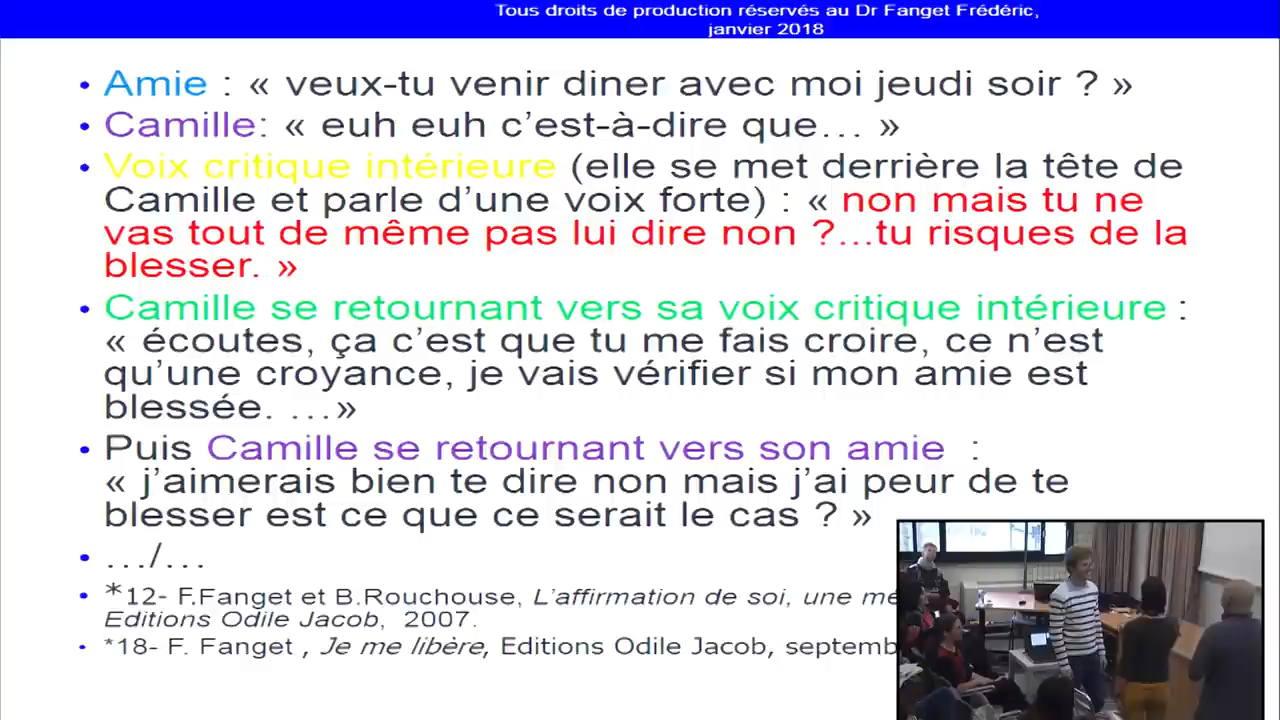 Tous droits de production réservés au Dr Fanget Frédéric,
janvier 2018
• Amie : « veux-tu venir diner avec moi jeudi soir ? »
• Camille: « euh euh c’est-à-dire que… »
• Voix critique intérieure (elle se met derrière la tête de
Camille et parle d’une voix forte) : « non mais tu ne
vas tout de même pas lui dire non ?…tu risques de la
blesser. »
• Camille se retournant vers sa voix critique intérieure :
« écoutes, ça c’est que tu me fais croire, ce n’est
qu’une croyance, je vais vérifier si mon amie est
blessée. …»
• Puis Camille se retournant vers son amie :
« j’aimerais bien te dire non mais j’ai peur de te
blesser est ce que ce serait le cas ? »
• …/…
• *12- F.Fanget et B.Rouchouse, L’affirmation de soi, une
Editions Odile Jacob, 2007.
• *18- F. Fanget , Je me libère, Editions Odile Jacob,